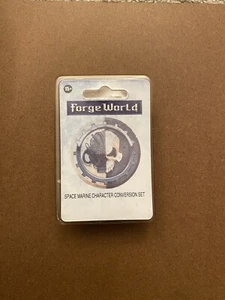 Forge World
SPACE MARINE CHARACTER CONVERSION SET